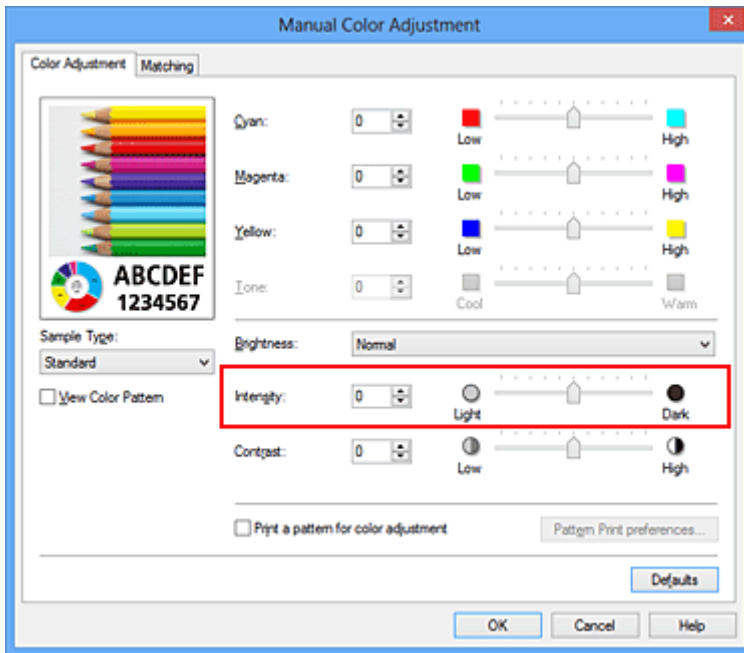 Manual Color Adjustment
Color Adjustment
Matching
Cyan: 0
Low High
Magenta: 0
Low High
Yellow: 0
Low High
Tone: 0
Cool Warm
ABCDEF
1234567
Sample Type:
Standard
View Color Pattern
Brightness: Normal
Intensity: 0
Light Dark
Contrast: 0
Low High
Print a pattern for color adjustment
Pattern Print preferences...
Defaults
OK Cancel Help